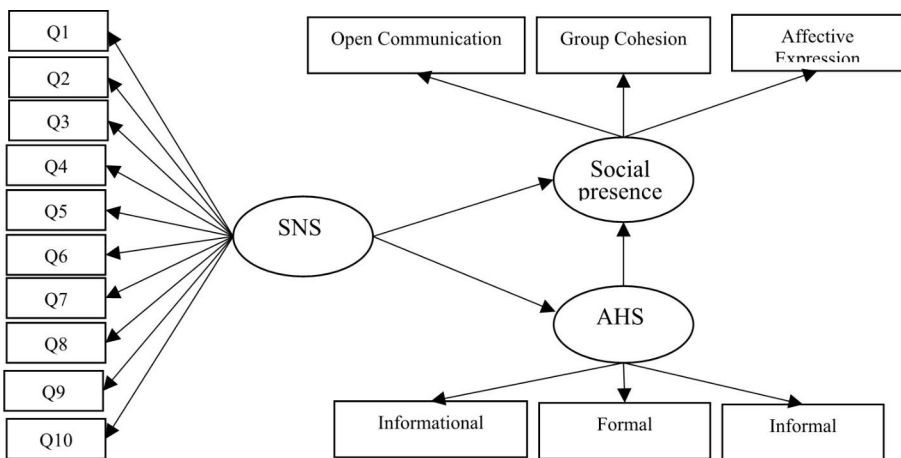 Q1
Q2
Q3
Q4
Q5
Q6
Q7
Q8
Q9
Q10
SNS
Open Communication
Group Cohesion
Affective
Expression
Social
presence
AHS
Informational
Formal
Informal